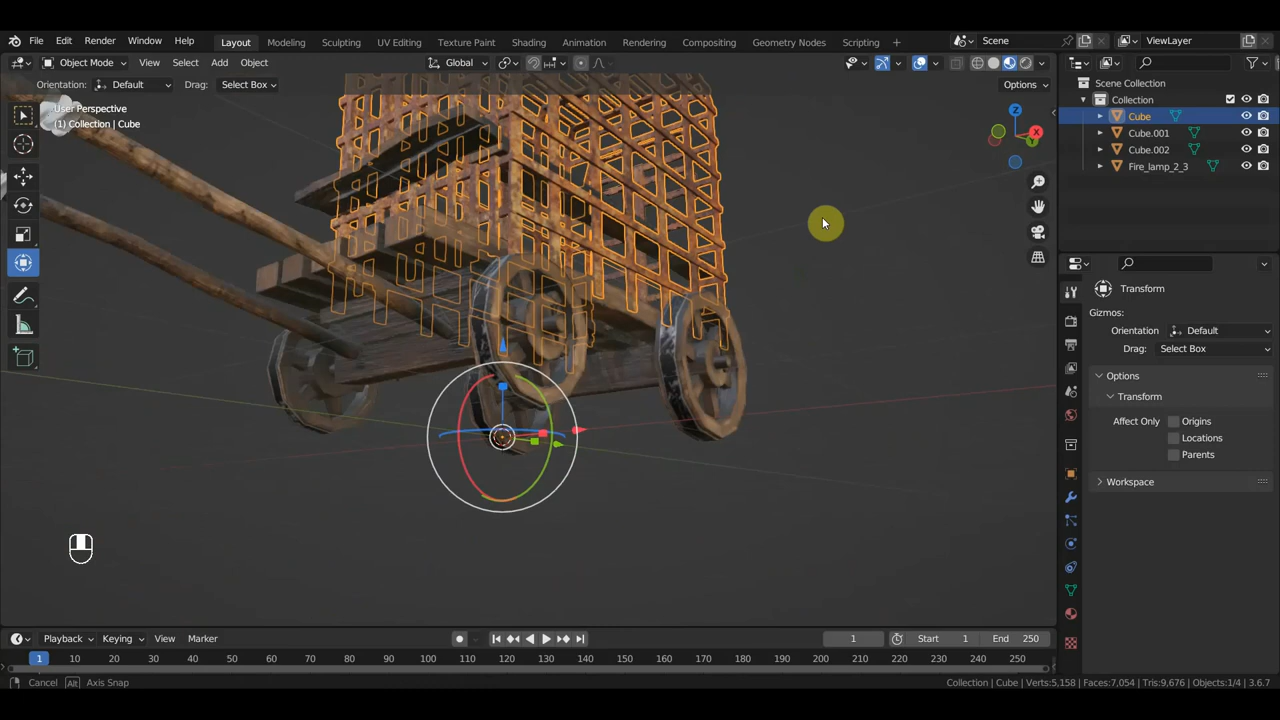 File Edit Render Window Help Layout Modeling Sculpting UV Editing Texture Paint Shading Animation Rendering Compositing Geometry Nodes Scripting + Scene ViewLayer
Object Mode View Select Add Object Global
Orientation: Default Drag: Select Box Options
User Perspective
(1) Collection | Cube
Z
X
Y
Scene Collection
Collection
Cube
Cube.001
Cube.002
Fire_lamp_2_3
Transform
Gizmos:
Orientation Default
Drag: Select Box
Options
Transform
Affect Only Origins
Locations
Parents
Workspace
Playback Keying View Marker 1 Start 1 End 250
1 10 20 30 40 50 60 70 80 90 100 110 120 130 140 150 160 170 180 190 200 210 220 230 240 250
Cancel Alt Axis Snap Collection | Cube Verts:5,158 | Faces:7,054 | Tris:9,676 | Objects:1/4 | 3.6.7